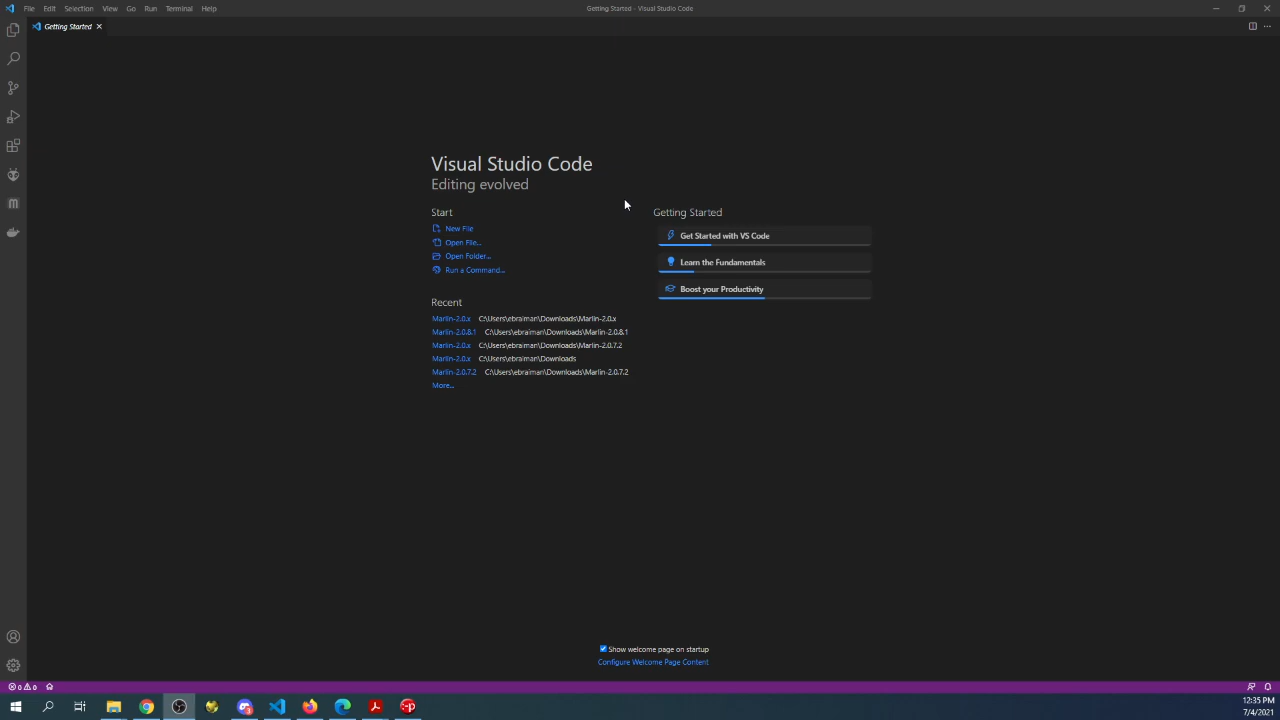 File Edit Selection View Go Run Terminal Help
Getting Started - Visual Studio Code
Getting Started
Visual Studio Code
Editing evolved
Start
New File
Open File...
Open Folder...
Run a Command...
Recent
Marlin-2.0.x C:\Users\ebraiman\Downloads\Marlin-2.0.x
Marlin-2.0.8.1 C:\Users\ebraiman\Downloads\Marlin-2.0.8.1
Marlin-2.0.x C:\Users\ebraiman\Downloads\Marlin-2.0.7.2
Marlin-2.0.x C:\Users\ebraiman\Downloads
Marlin-2.0.7.2 C:\Users\ebraiman\Downloads\Marlin-2.0.7.2
More...
Getting Started
Get Started with VS Code
Learn the Fundamentals
Boost your Productivity
Show welcome page on startup
Configure Welcome Page Content
0 0
12:35 PM
7/4/2021